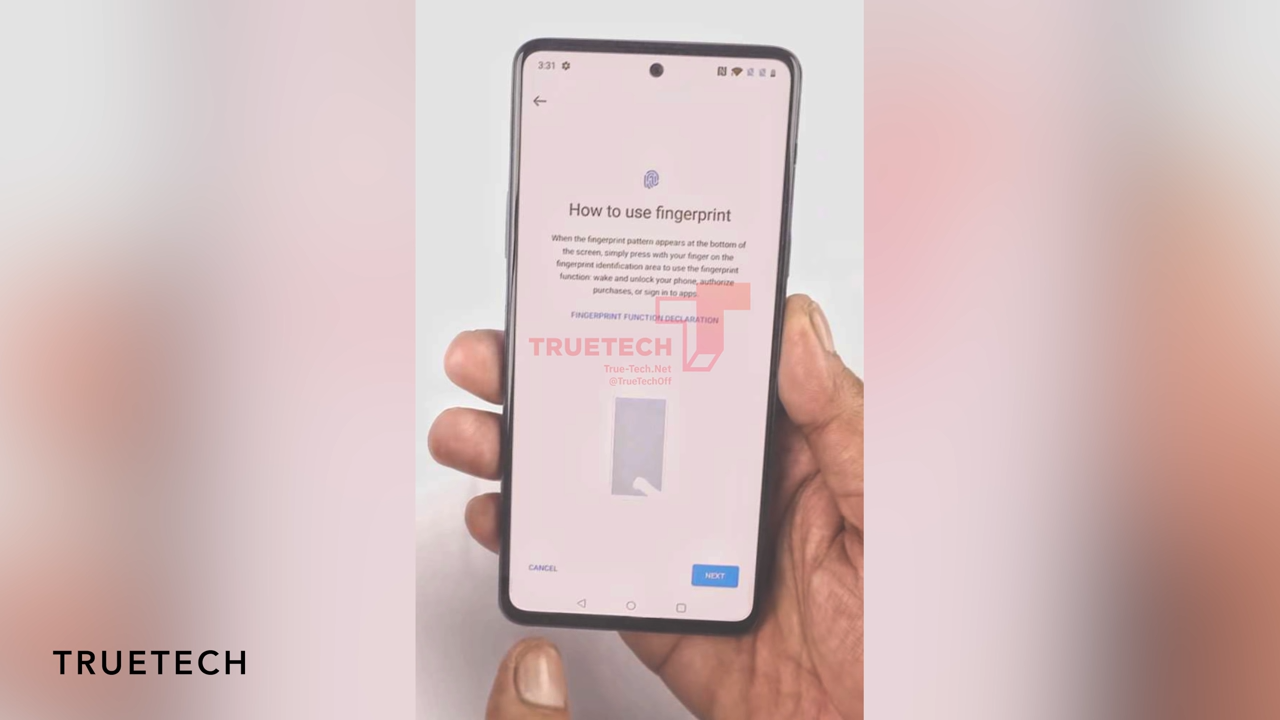 3:31
How to use fingerprint
When the fingerprint pattern appears at the bottom of
the screen, simply press with your finger on the
fingerprint identification area to use the fingerprint
function: wake and unlock your phone, authorize
purchases, or sign in to apps.
FINGERPRINT FUNCTION DECLARATION
TRUETECH
True-Tech.Net
@TrueTechOff
CANCEL
NEXT
TRUETECH